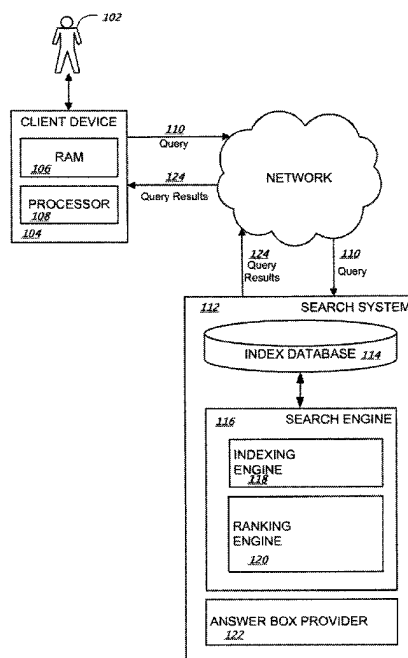 102
CLIENT DEVICE
RAM
106
PROCESSOR
108
104
110
Query
124
Query Results
NETWORK
124
Query
Results
110
Query
112
SEARCH SYSTEM
INDEX DATABASE 114
116
SEARCH ENGINE
INDEXING
ENGINE
118
RANKING
ENGINE
120
ANSWER BOX PROVIDER
122